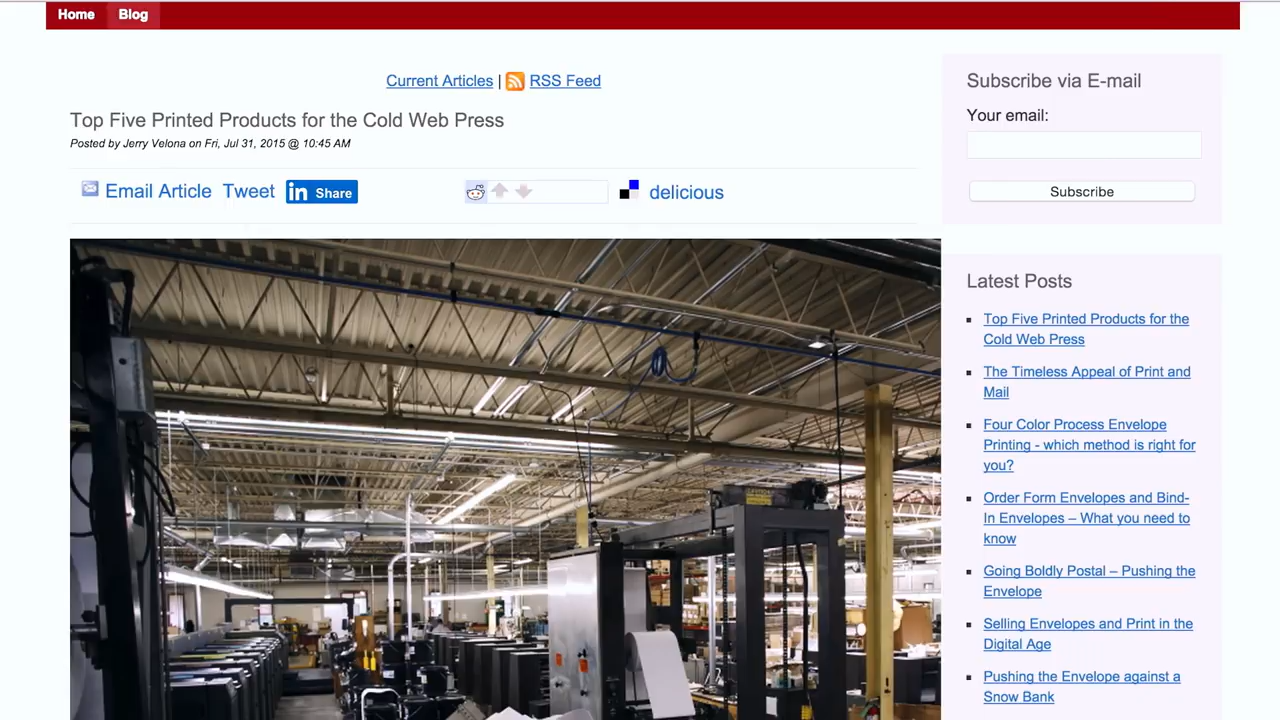 Home Blog
Current Articles | RSS Feed
Top Five Printed Products for the Cold Web Press
Posted by Jerry Velona on Fri, Jul 31, 2015 @ 10:45 AM
Email Article Tweet in Share delicious
Subscribe via E-mail
Your email:
Subscribe
Latest Posts
Top Five Printed Products for the
Cold Web Press
The Timeless Appeal of Print and
Mail
Four Color Process Envelope
Printing - which method is right for
you?
Order Form Envelopes and Bind-
In Envelopes – What you need to
know
Going Boldly Postal – Pushing the
Envelope
Selling Envelopes and Print in the
Digital Age
Pushing the Envelope against a
Snow Bank